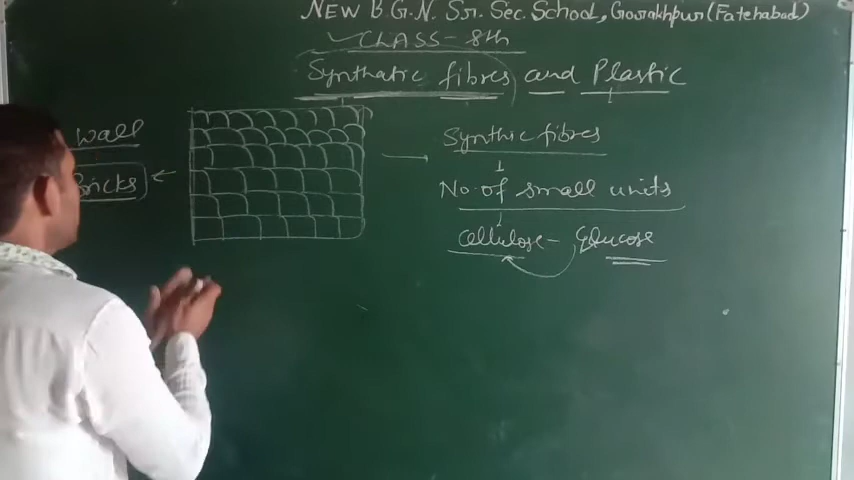 NEW B.G.N. Sr. Sec. School, Gorakhpur (Fatehabad)
CLASS - 8th
Synthatic fibres and Plastic
wall
Bricks
Synthic fibres
No. of small units
Cellulose - Glucose